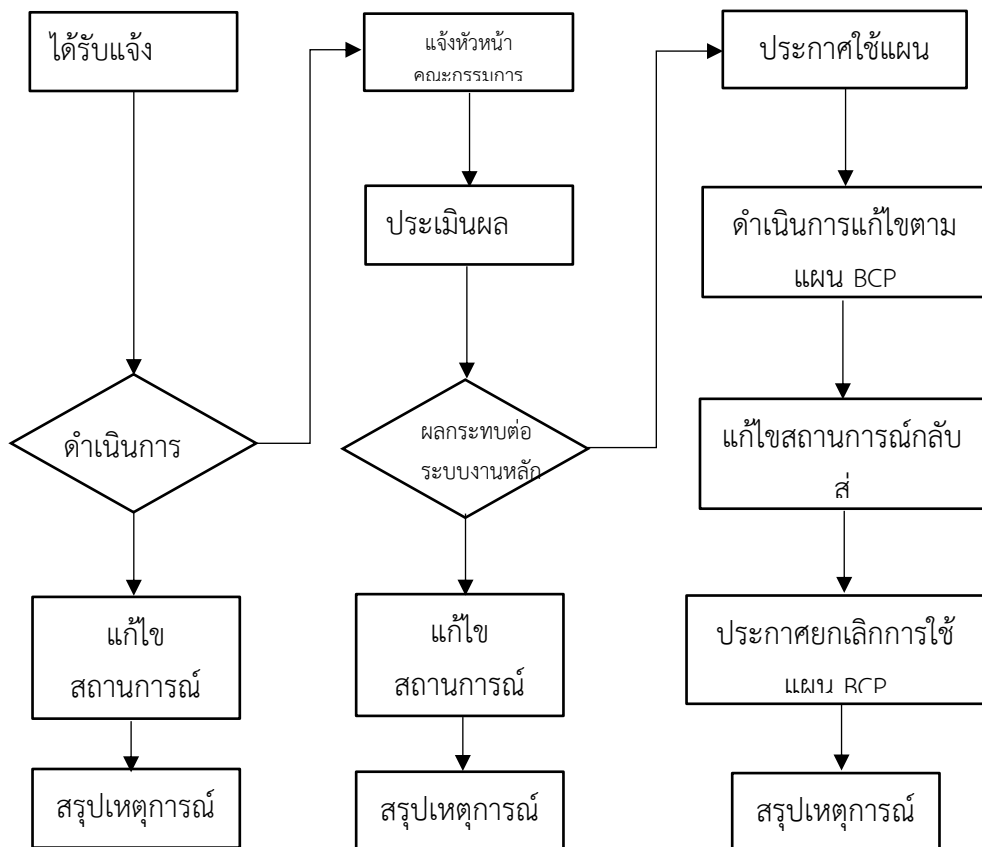 ได้รับแจ้ง
ดำเนินการ
แก้ไข
สถานการณ์
สรุปเหตุการณ์
แจ้งหัวหน้า
คณะกรรมการ
ประเมินผล
ผลกระทบต่อ
ระบบงานหลัก
แก้ไข
สถานการณ์
สรุปเหตุการณ์
ประกาศใช้แผน
ดำเนินการแก้ไขตาม
แผน BCP
แก้ไขสถานการณ์กลับ
ประกาศยกเลิกการใช้
แผน BCP
สรุปเหตุการณ์